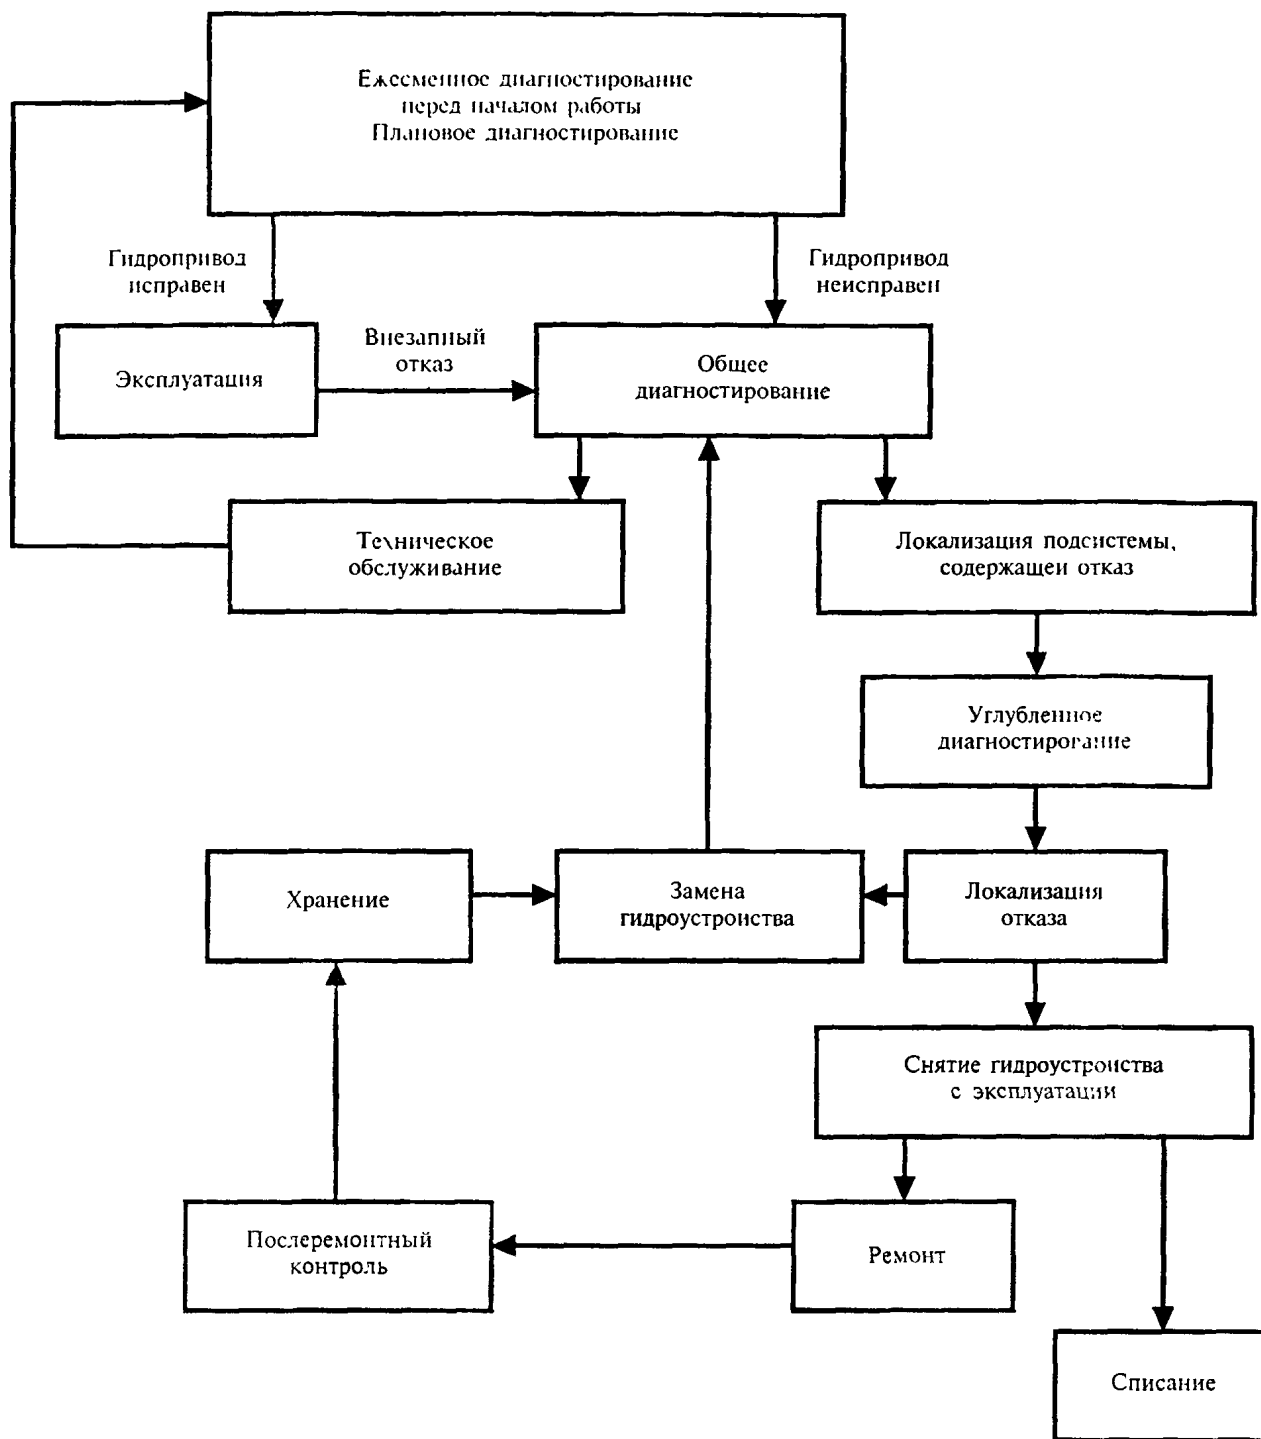 Ежесменное диагностирование
перед началом работы
Плановое диагностирование
Гидропривод
исправен
Гидропривод
неисправен
Эксплуатация
Внезапный
отказ
Общее
диагностирование
Техническое
обслуживание
Локализация подсистемы,
содержащей отказ
Углубленное
диагностирование
Хранение
Замена
гидроустройства
Локализация
отказа
Снятие гидроустройства
с эксплуатации
Послеремонтный
контроль
Ремонт
Списание